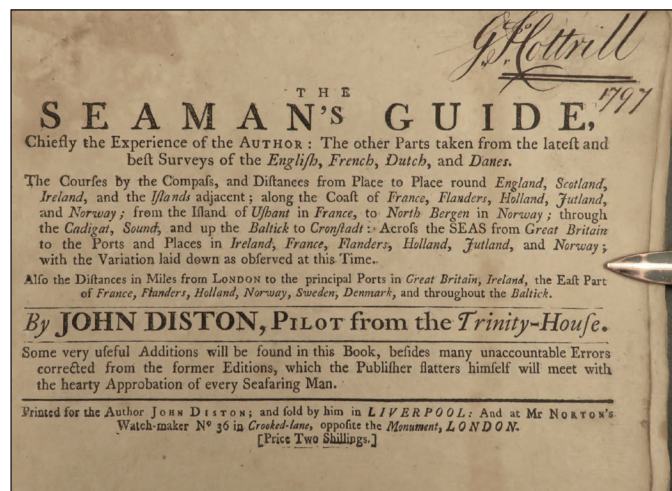 G. F. Cottrill
1797
THE
SEAMAN's GUIDE,
Chiefly the Experience of the AUTHOR: The other Parts taken from the lateſt and
beſt Surveys of the Engliſh, French, Dutch, and Danes.
The Courſes by the Compaſs, and Diſtances from Place to Place round England, Scotland,
Ireland, and the Iſlands adjacent; along the Coaſt of France, Flanders, Holland, Jutland,
and Norway; from the Iſland of Uſhant in France, to North Bergen in Norway; through
the Cadigat, Sound, and up the Baltick to Cronſtadt: Acroſs the SEAS from Great Britain
to the Ports and Places in Ireland, France, Flanders, Holland, Jutland, and Norway;
with the Variation laid down as obſerved at this Time.
Alſo the Diſtances in Miles from LONDON to the principal Ports in Great Britain, Ireland, the Eaſt Part
of France, Flanders, Holland, Norway, Sweden, Denmark, and throughout the Baltick.
By JOHN DISTON, PILOT from the Trinity-Houſe.
Some very uſeful Additions will be found in this Book, beſides many unaccountable Errors
corrected from the former Editions, which the Publiſher flatters himſelf will meet with
the hearty Approbation of every Seafaring Man.
Printed for the Author JOHN DISTON; and ſold by him in LIVERPOOL: And at Mr NORTON's
Watch-maker Nº 36 in Crooked-lane, oppoſite the Monument, LONDON.
[Price Two Shillings.]